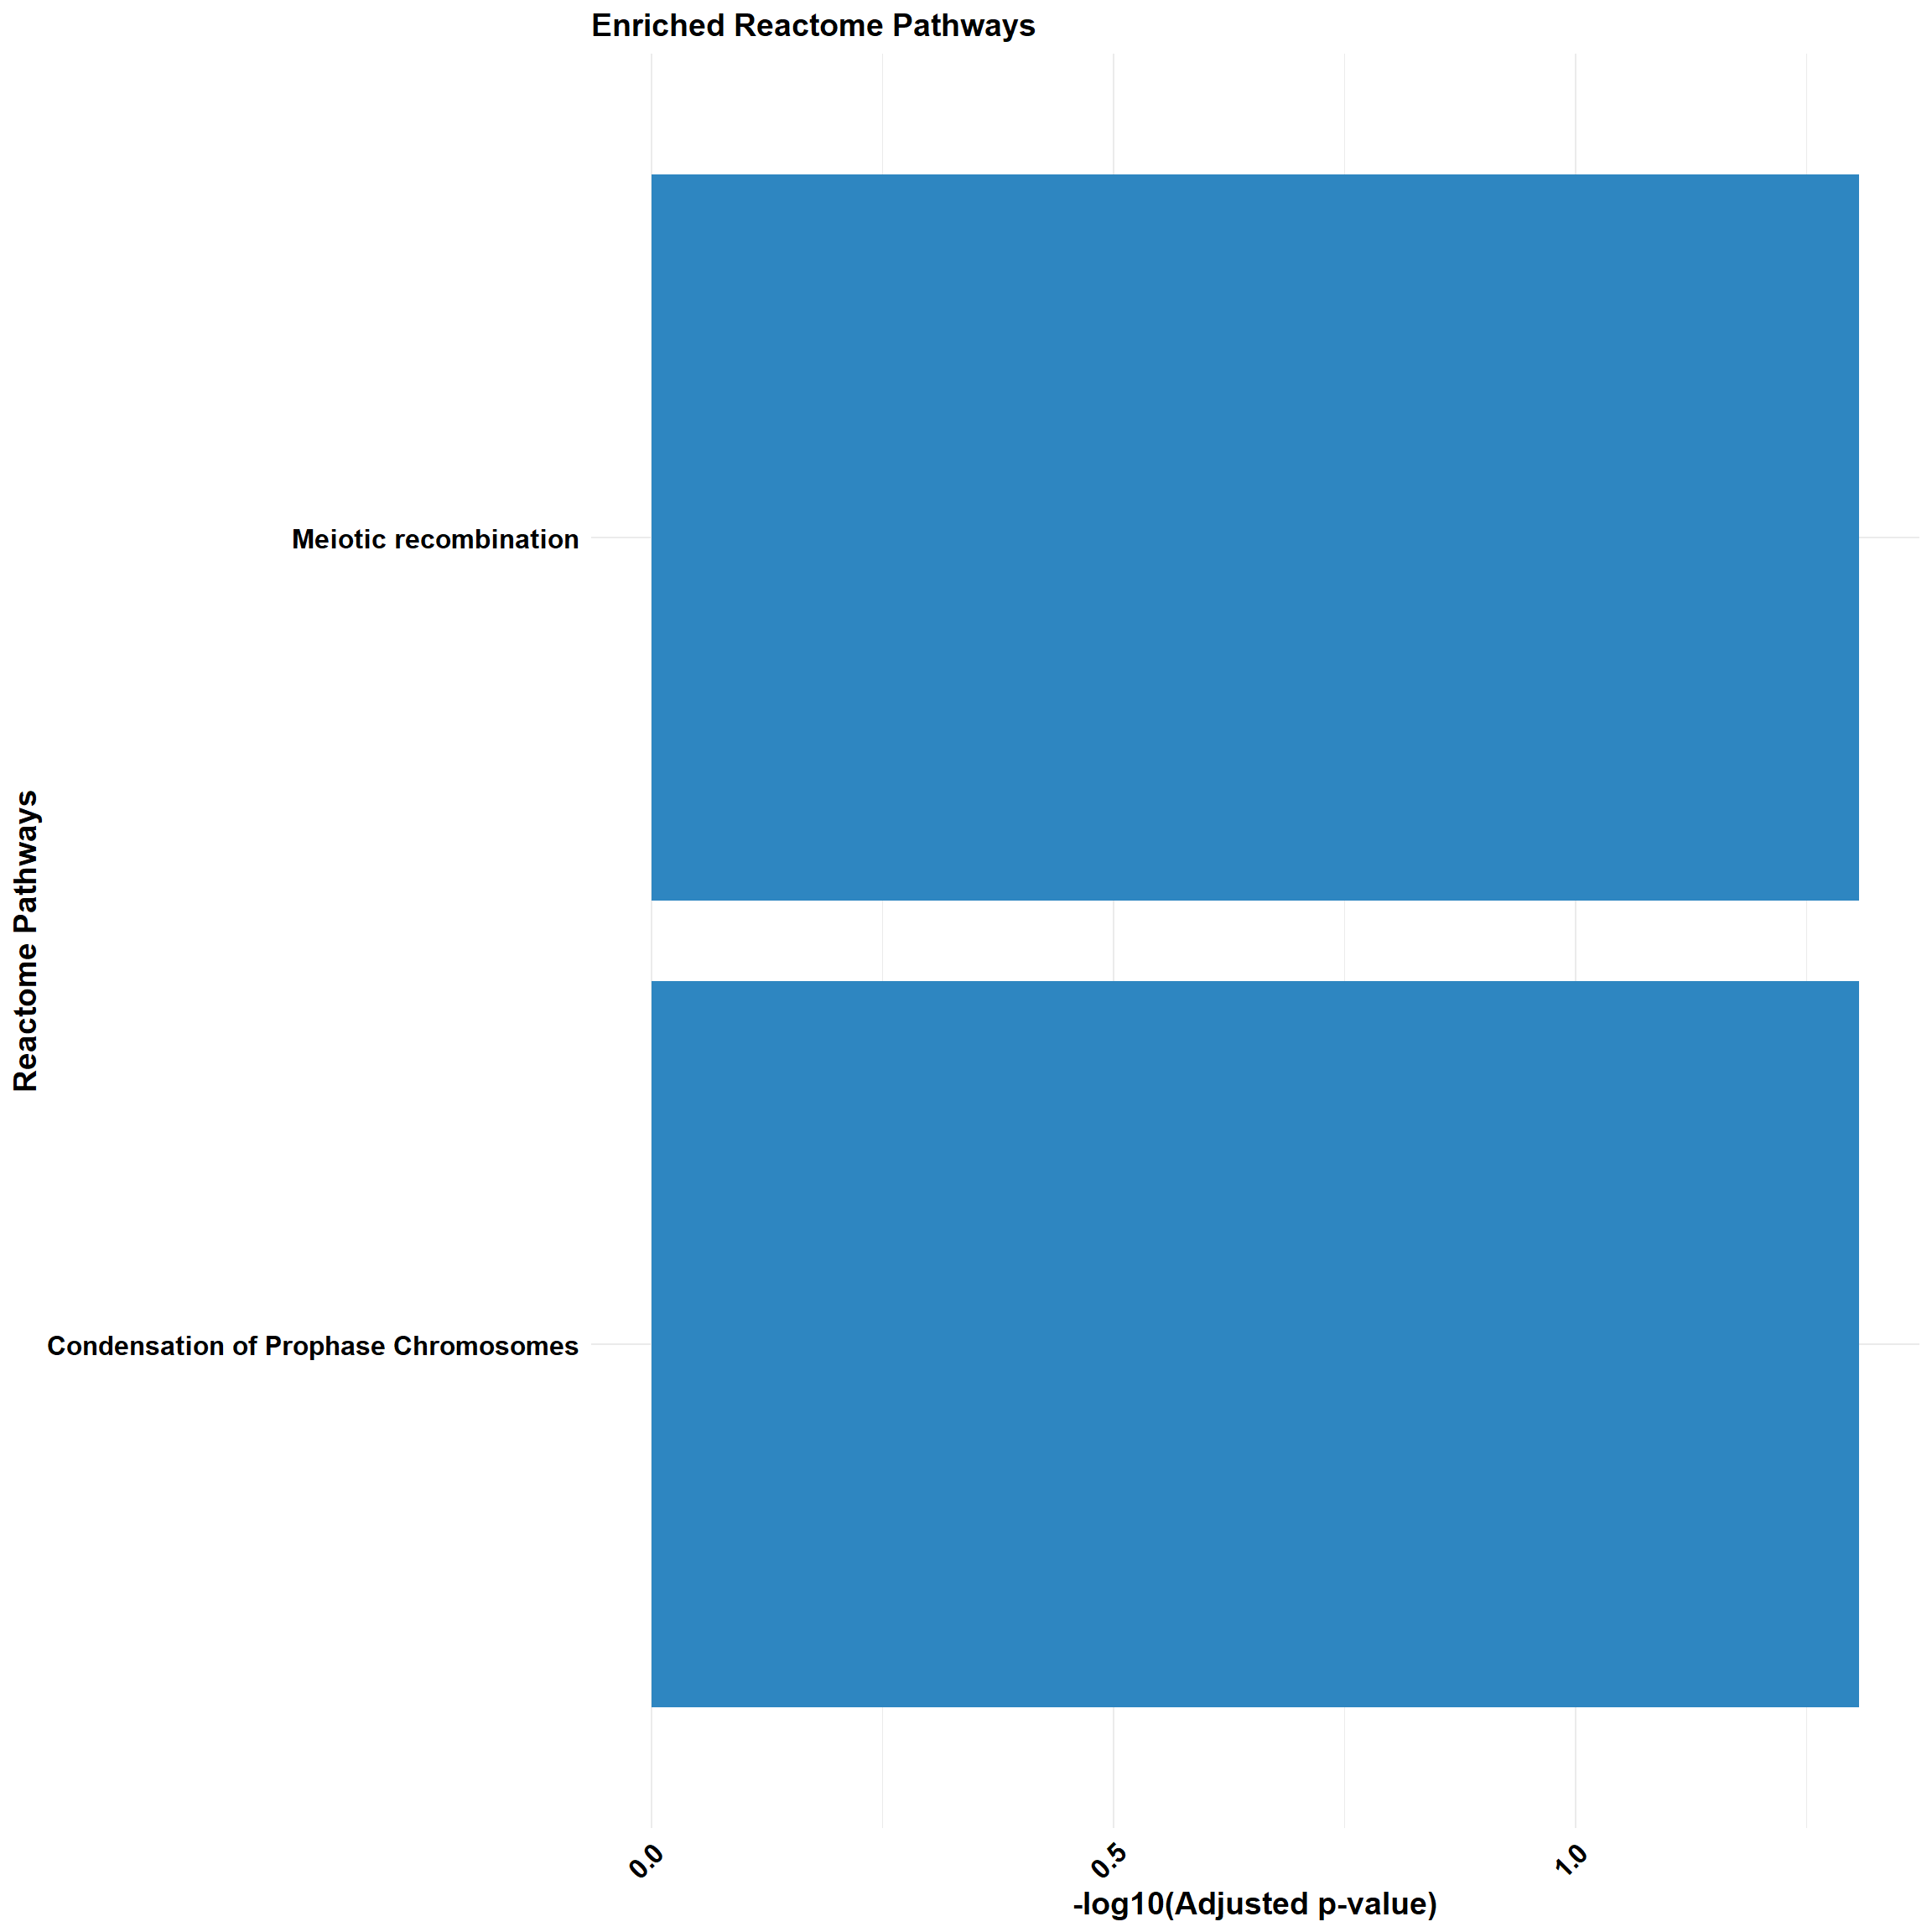 Enriched Reactome Pathways
Reactome Pathways
Meiotic recombination
Condensation of Prophase Chromosomes
0.0
0.5
1.0
-log10(Adjusted p-value)